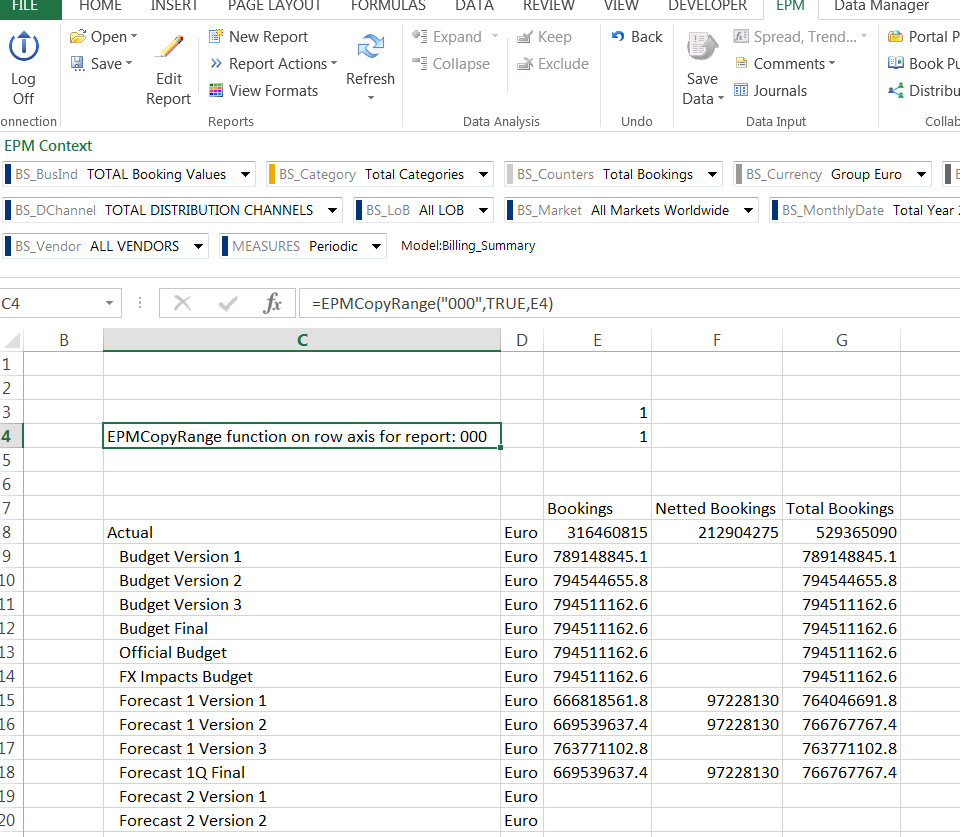 FILE HOME INSERT PAGE LAYOUT FORMULAS DATA REVIEW VIEW DEVELOPER EPM Data Manager
Log Off
onnection
Open
Save
Edit Report
New Report
Report Actions
View Formats
Refresh
Reports
Expand
Collapse
Keep
Exclude
Data Analysis
Back
Undo
Save Data
Spread, Trend...
Comments
Journals
Data Input
Portal P
Book Pu
Distribu
Collab
EPM Context
BS_BusInd TOTAL Booking Values BS_Category Total Categories BS_Counters Total Bookings BS_Currency Group Euro
BS_DChannel TOTAL DISTRIBUTION CHANNELS BS_LoB All LOB BS_Market All Markets Worldwide BS_MonthlyDate Total Year
BS_Vendor ALL VENDORS MEASURES Periodic Model:Billing_Summary
C4 fx =EPMCopyRange("000",TRUE,E4)
B C D E F G
1
2
3 1
4 EPMCopyRange function on row axis for report: 000 1
5
6
7 Bookings Netted Bookings Total Bookings
8 Actual Euro 316460815 212904275 529365090
9 Budget Version 1 Euro 789148845.1 789148845.1
10 Budget Version 2 Euro 794544655.8 794544655.8
11 Budget Version 3 Euro 794511162.6 794511162.6
12 Budget Final Euro 794511162.6 794511162.6
13 Official Budget Euro 794511162.6 794511162.6
14 FX Impacts Budget Euro 794511162.6 794511162.6
15 Forecast 1 Version 1 Euro 666818561.8 97228130 764046691.8
16 Forecast 1 Version 2 Euro 669539637.4 97228130 766767767.4
17 Forecast 1 Version 3 Euro 763771102.8 763771102.8
18 Forecast 1Q Final Euro 669539637.4 97228130 766767767.4
19 Forecast 2 Version 1 Euro
20 Forecast 2 Version 2 Euro